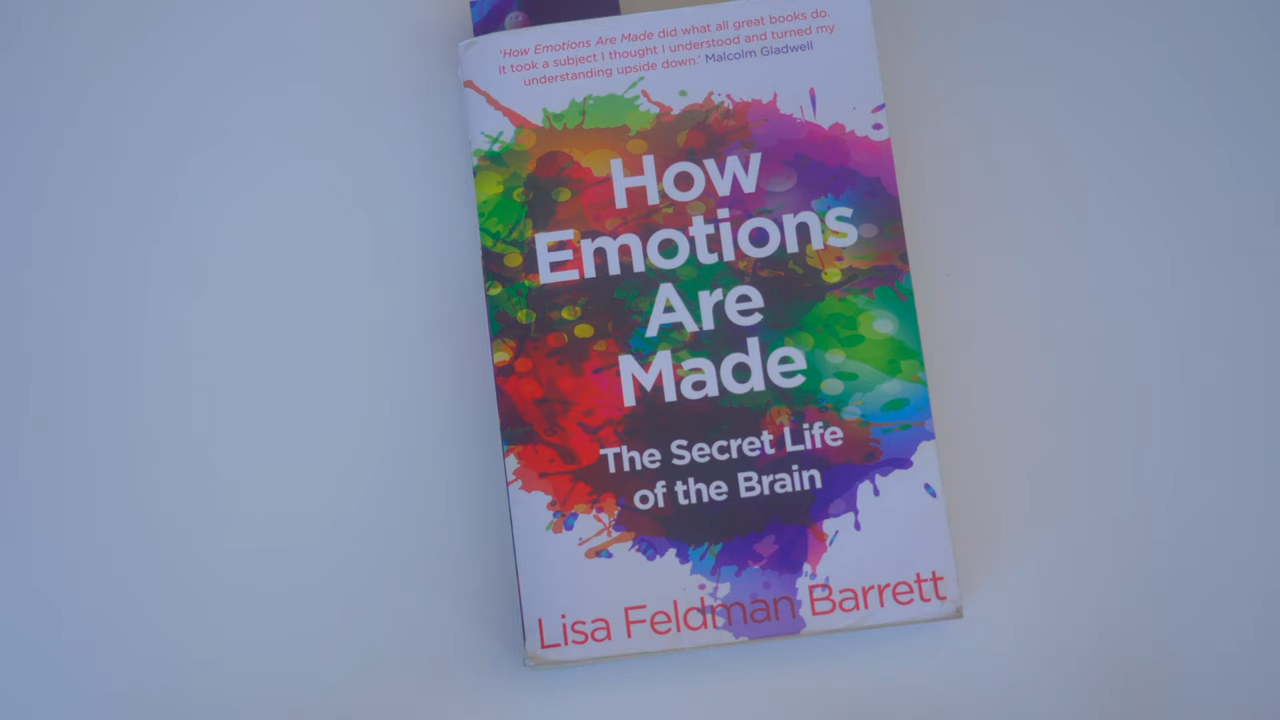 ‘How Emotions Are Made did what all great books do.
It took a subject I thought I understood and turned my
understanding upside down.’ Malcolm Gladwell
How
Emotions
Are
Made
The Secret Life
of the Brain
Lisa Feldman Barrett